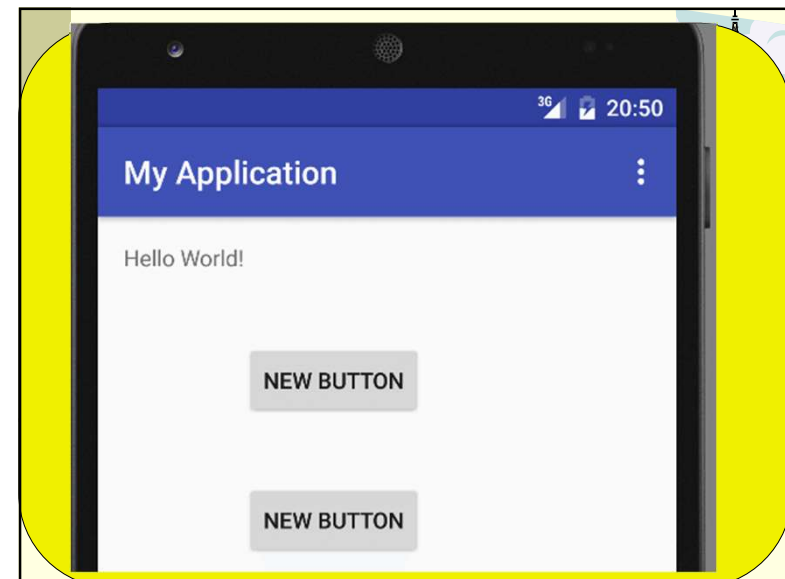 3G 20:50
My Application
Hello World!
NEW BUTTON
NEW BUTTON